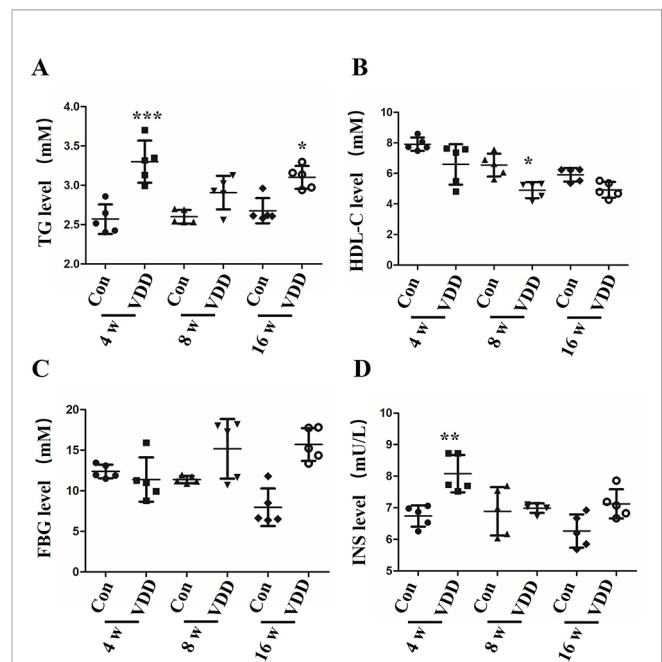 A
B
TG level (mM)
4.0
3.5
3.0
2.5
2.0
***
*
Con
VDD
Con
VDD
Con
VDD
4 w
8 w
16 w
HDL-C level (mM)
10
8
6
4
2
0
*
Con
VDD
Con
VDD
Con
VDD
4 w
8 w
16 w
C
D
FBG level (mM)
20
15
10
5
0
Con
VDD
Con
VDD
Con
VDD
4 w
8 w
16 w
INS level (mU/L)
10
9
8
7
6
5
**
Con
VDD
Con
VDD
Con
VDD
4 w
8 w
16 w